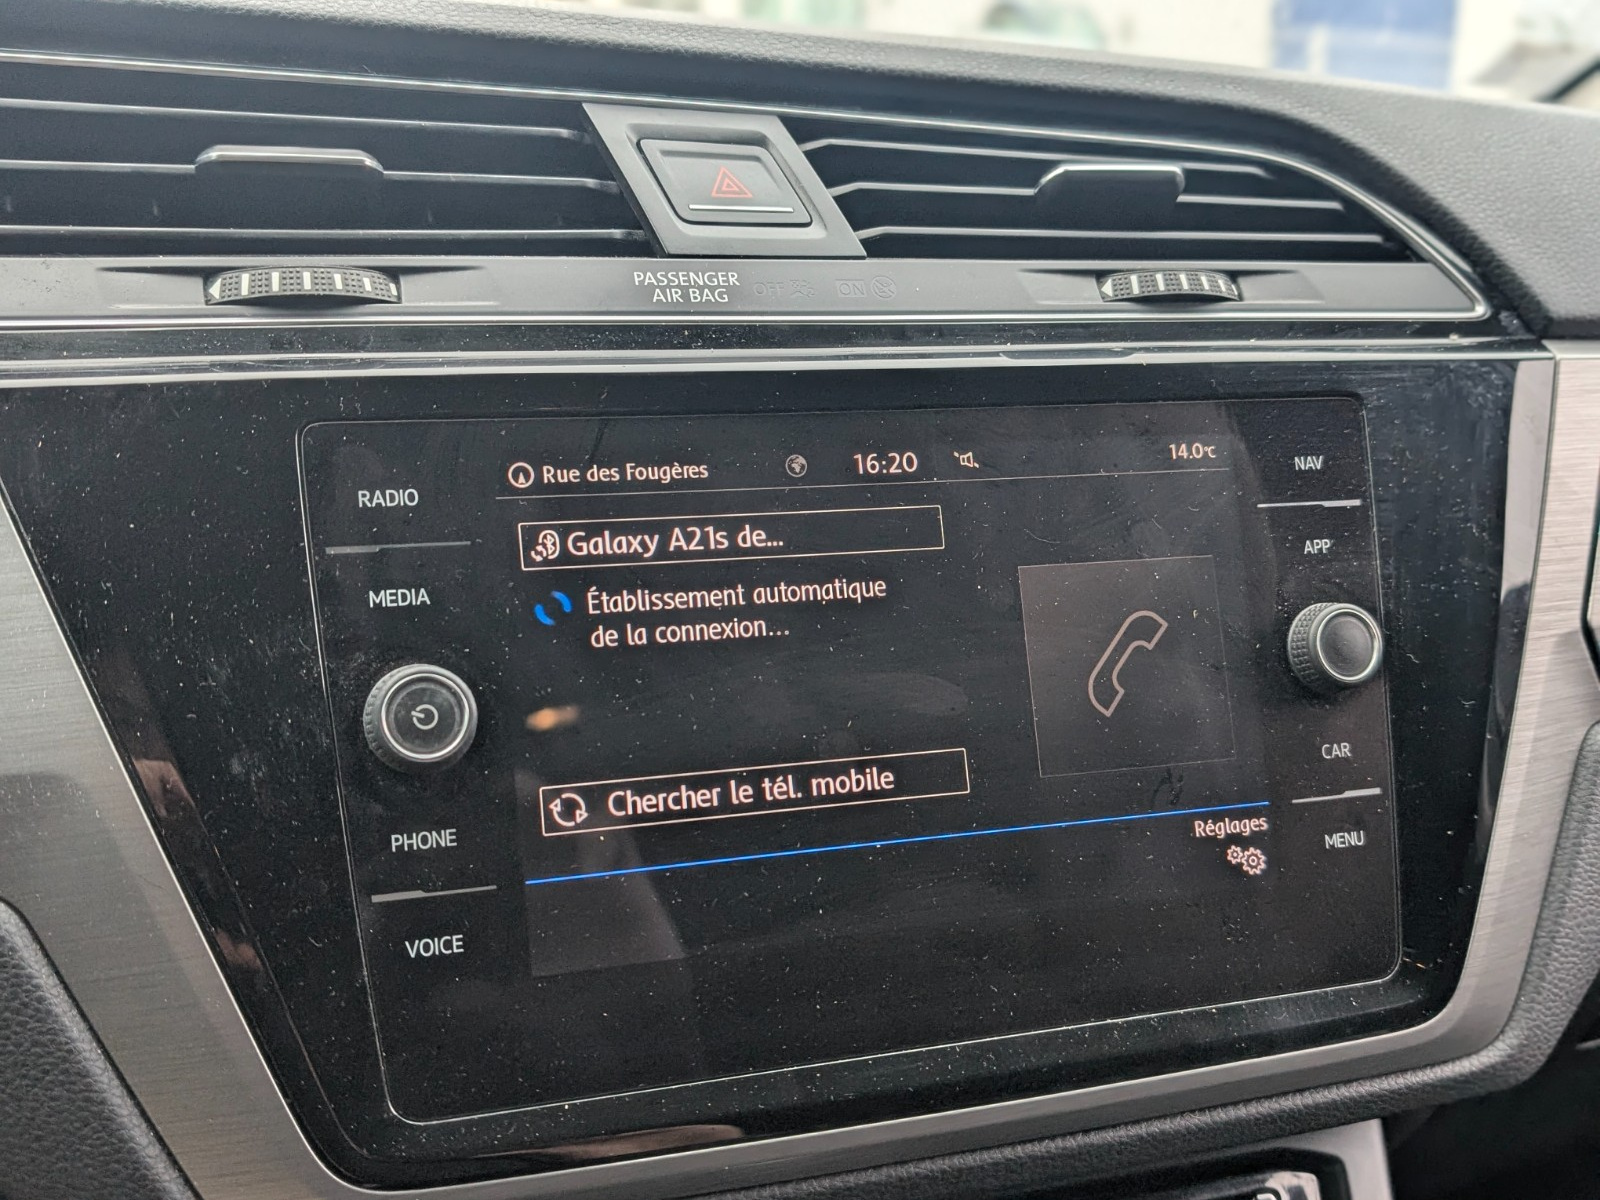 PASSENGER
AIR BAG OFF ON
RADIO
MEDIA
PHONE
VOICE
Rue des Fougères 16:20 14.0°C
Galaxy A21s de...
Établissement automatique
de la connexion...
Chercher le tél. mobile
Réglages
NAV
APP
CAR
MENU